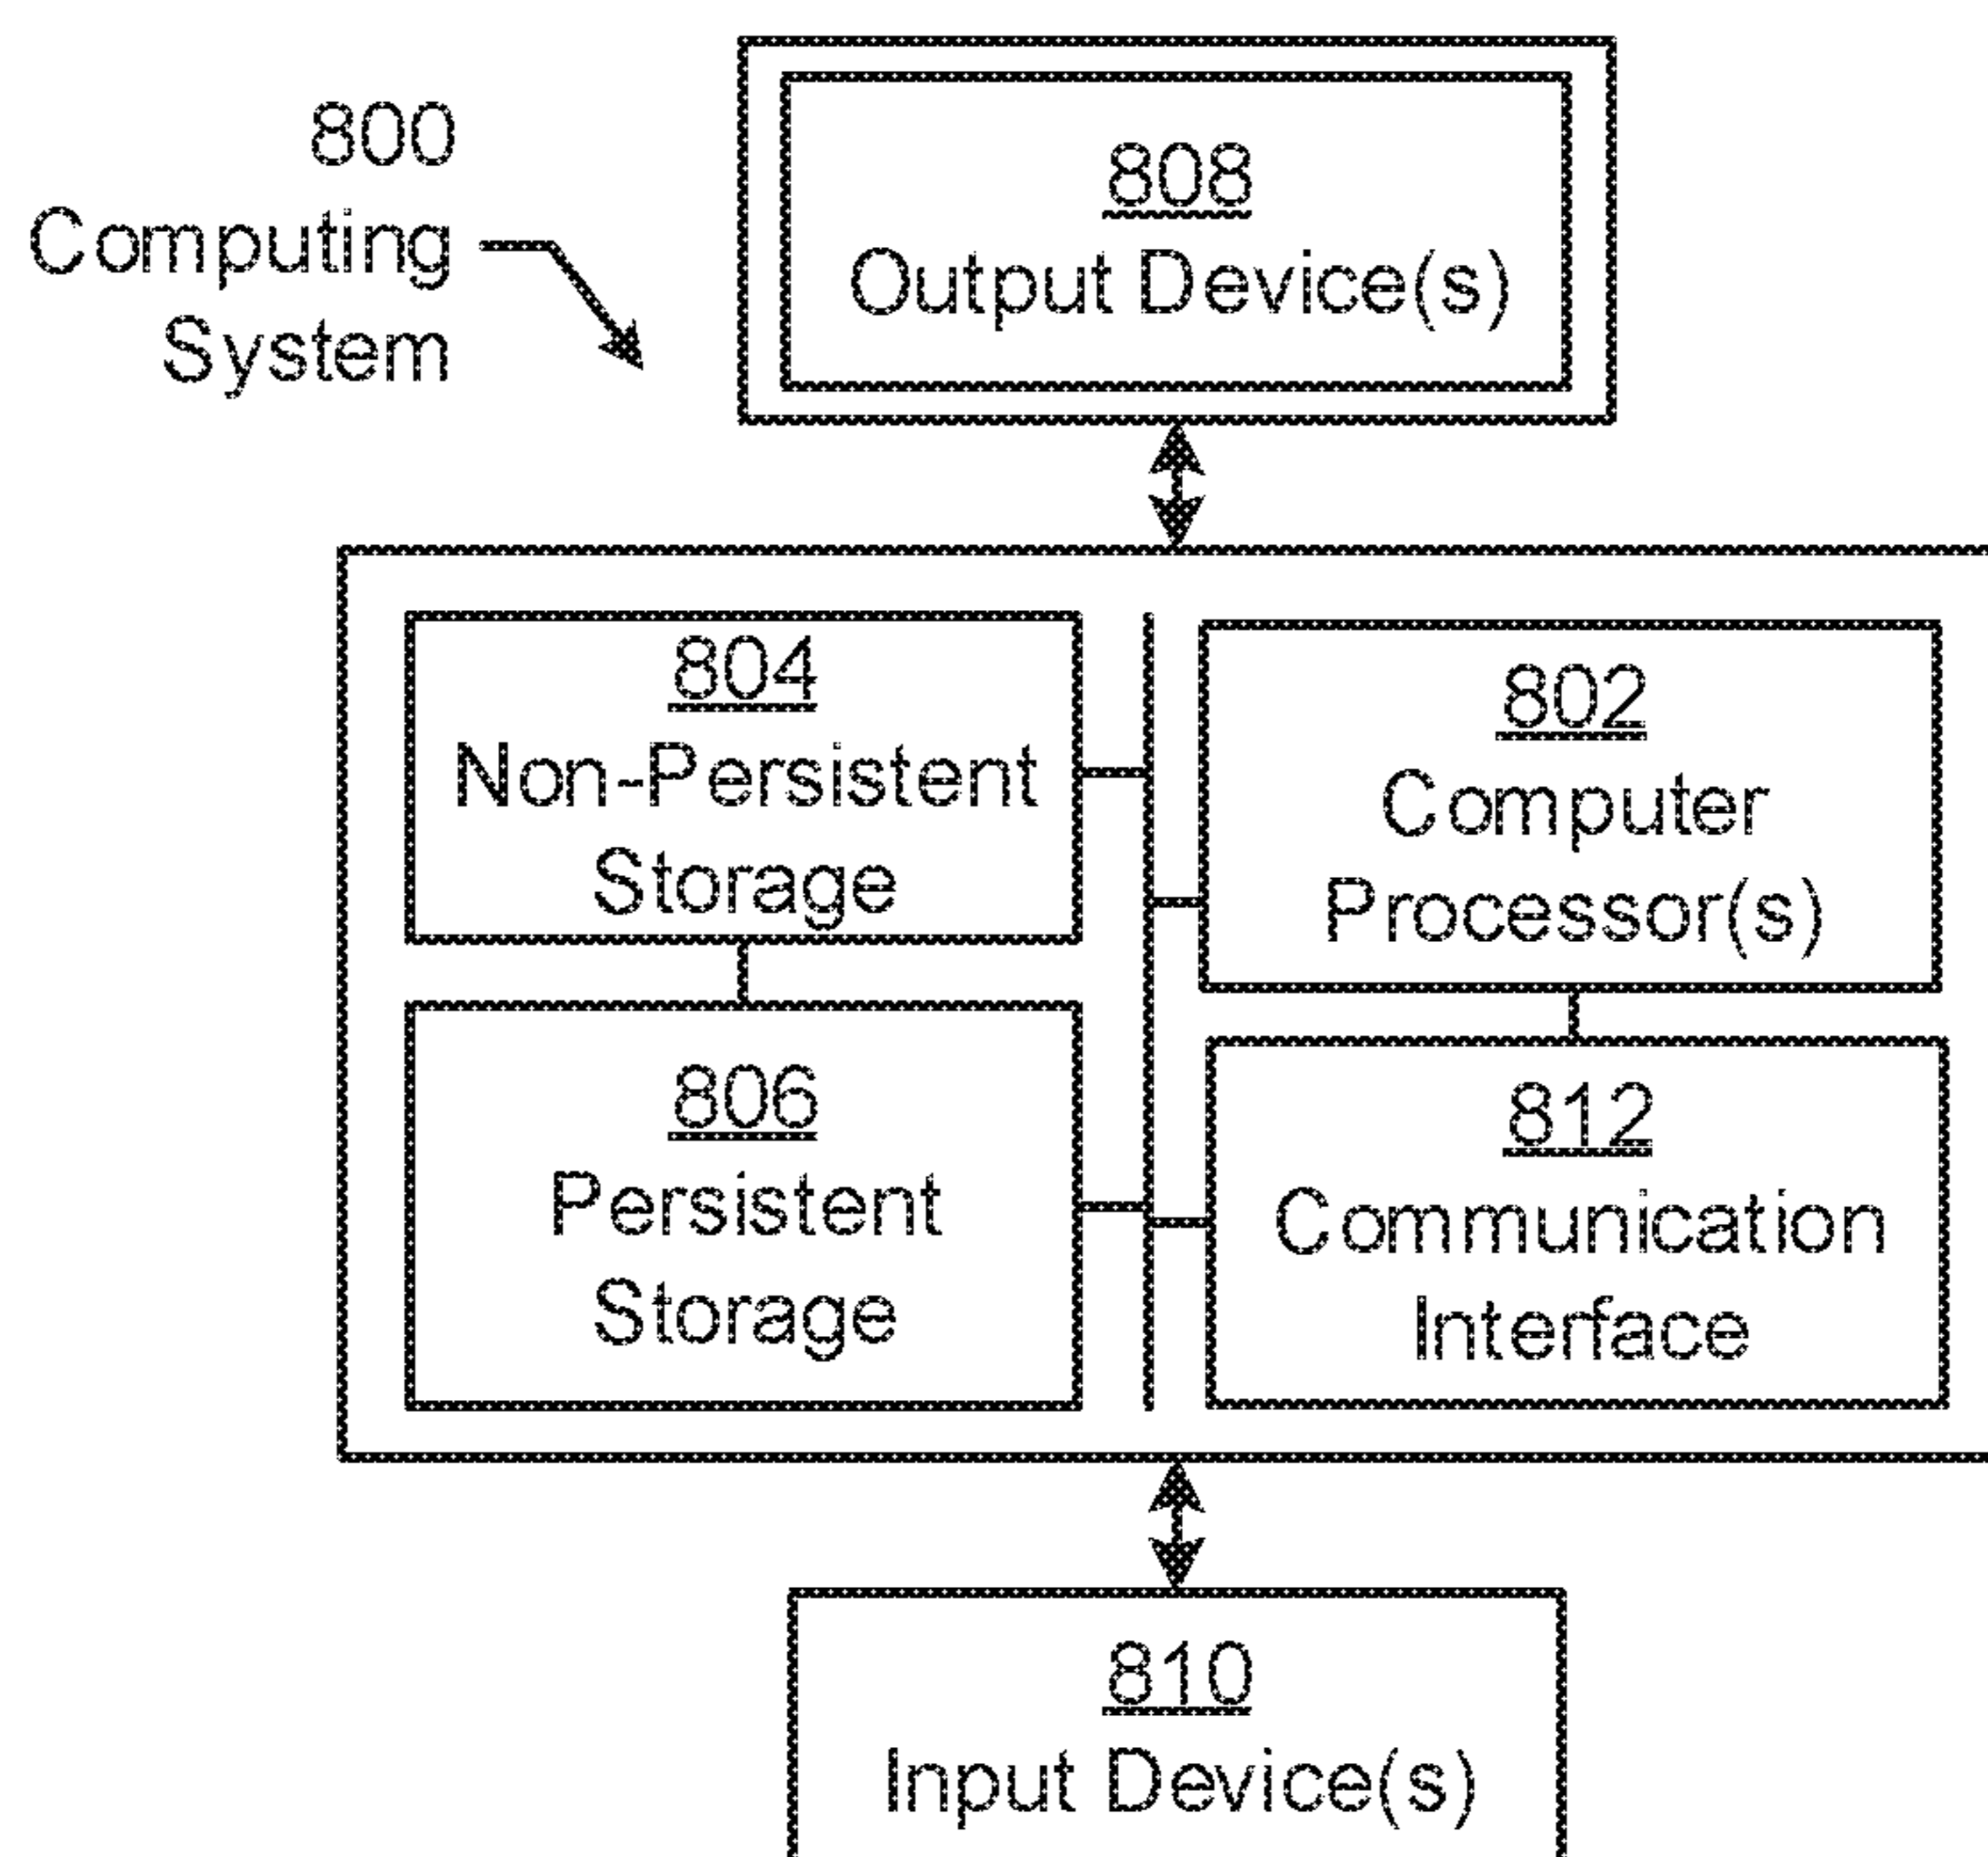 800
Computing
System
808
Output Device(s)
804
Non-Persistent
Storage
802
Computer
Processor(s)
806
Persistent
Storage
812
Communication
Interface
810
Input Device(s)